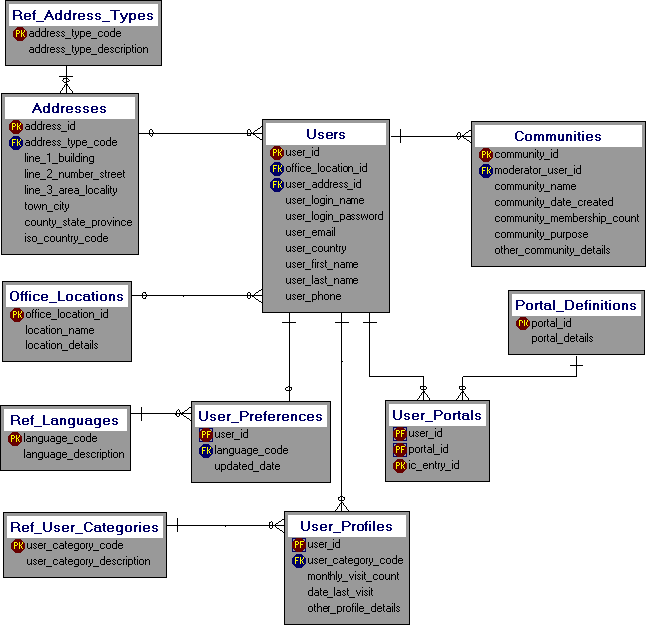 Ref_Address_Types
PK address_type_code
address_type_description
Addresses
PK address_id
FK address_type_code
line_1_building
line_2_number_street
line_3_area_locality
town_city
county_state_province
iso_country_code
Users
PK user_id
FK office_location_id
FK user_address_id
user_login_name
user_login_password
user_email
user_country
user_first_name
user_last_name
user_phone
Communities
PK community_id
FK moderator_user_id
community_name
community_date_created
community_membership_count
community_purpose
other_community_details
Office_Locations
PK office_location_id
location_name
location_details
Portal_Definitions
PK portal_id
portal_details
Ref_Languages
PK language_code
language_description
User_Preferences
PF user_id
FK language_code
updated_date
User_Portals
PF user_id
PF portal_id
PK ic_entry_id
Ref_User_Categories
PK user_category_code
user_category_description
User_Profiles
PF user_id
FK user_category_code
monthly_visit_count
date_last_visit
other_profile_details